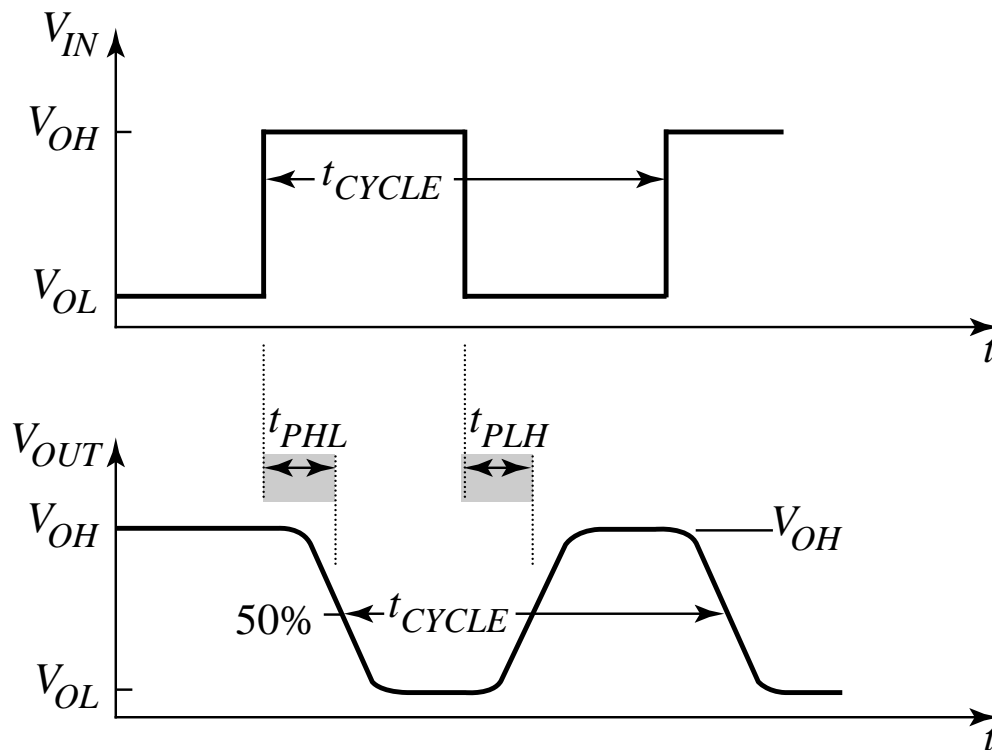 V_IN
V_OH
t_CYCLE
V_OL
t
t_PHL t_PLH
V_OUT
V_OH V_OH
50% t_CYCLE
V_OL
t